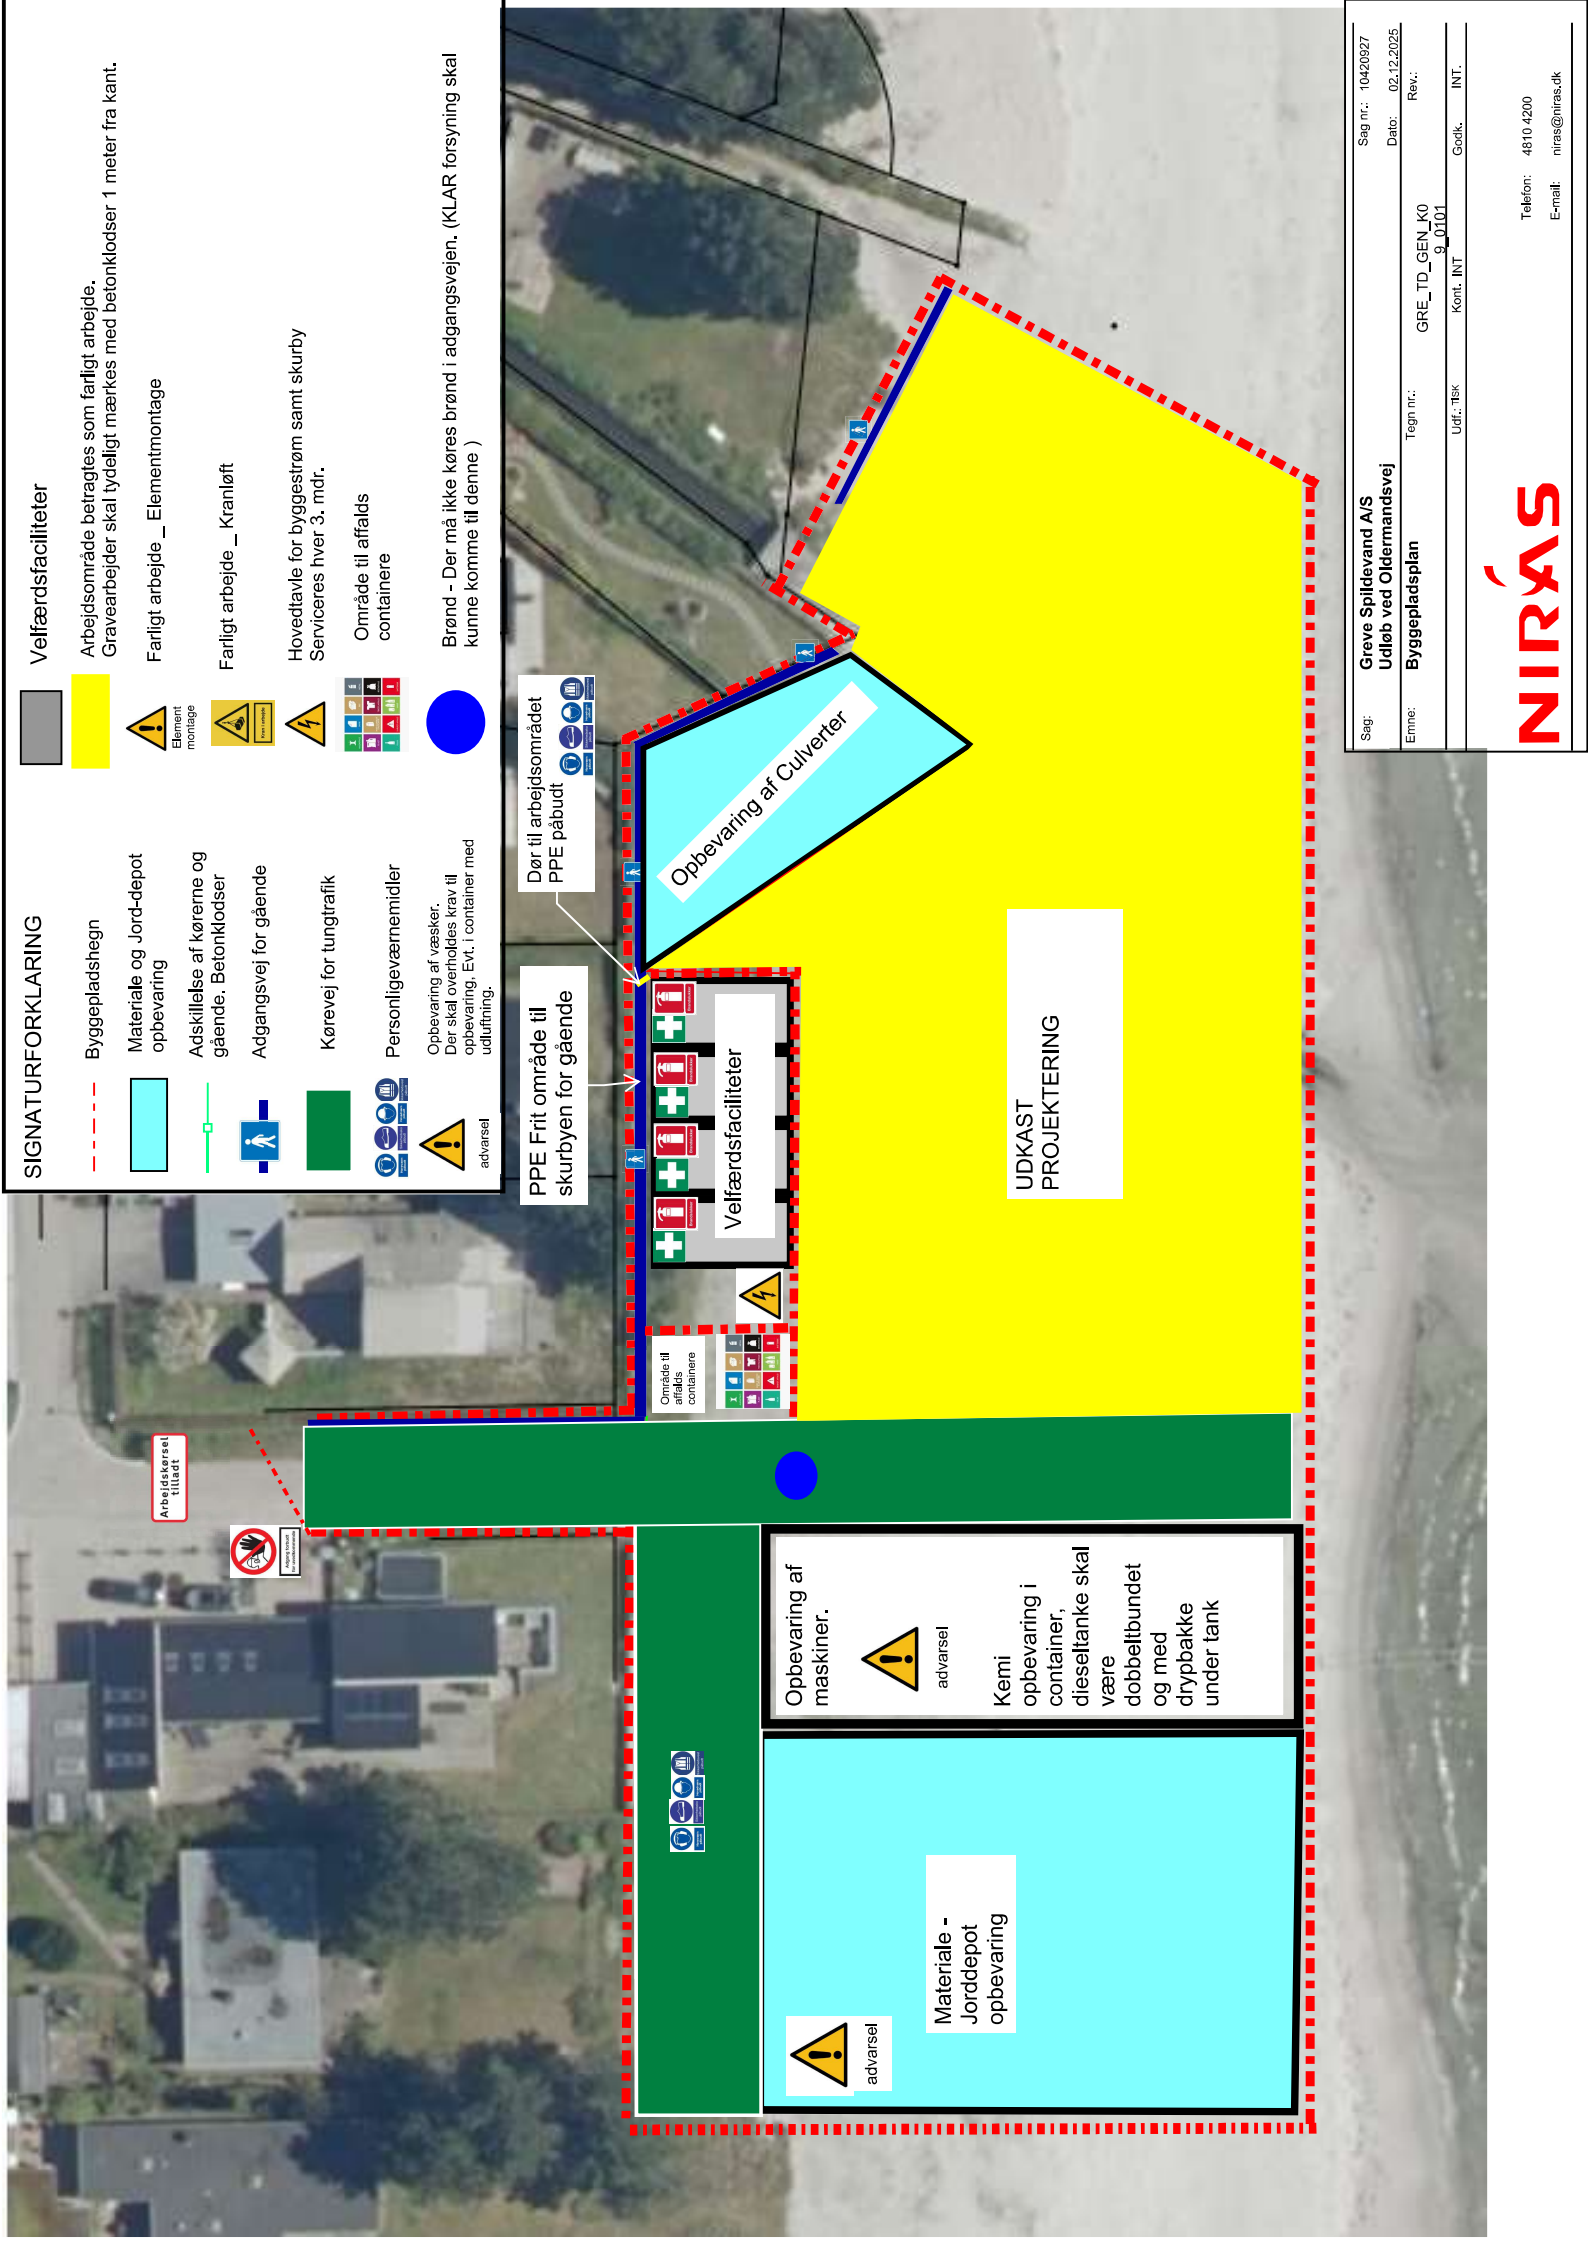 SIGNATURFORKLARING
Byggepladshegn
Materiale og Jord-depot
opbevaring
Adskillelse af kørerne og
gående. Betonklodser
Adgangsvej for gående
Kørevej for tungtrafik
Personligeværnemidler
advarsel
Opbevaring af væsker.
Der skal overholdes krav til
opbevaring, Evt. i container med
udluftning.
Velfærdsfaciliteter
Arbejdsområde betragtes som farligt arbejde.
Gravearbejder skal tydeligt mærkes med betonklodser 1 meter fra kant.
Element
montage
Farligt arbejde _ Elementmontage
Farligt arbejde _ Kranløft
Hovedtavle for byggestrøm samt skurby
Serviceres hver 3. mdr.
Område til affalds
containere
Brønd - Der må ikke køres brønd i adgangsvejen. (KLAR forsyning skal
kunne komme til denne )
Arbejdskørsel
tilladt
PPE Frit område til
skurbyen for gående
Dør til arbejdsområdet
PPE påbudt
Område til
affalds
containere
Velfærdsfaciliteter
Opbevaring af Culverter
UDKAST
PROJEKTERING
Opbevaring af
maskiner.
advarsel
Kemi
opbevaring i
container,
dieseltanke skal
være
dobbeltbundet
og med
drypbakke
under tank
advarsel
Materiale -
Jorddepot
opbevaring
Sag: Greve Spildevand A/S
Udløb ved Oldermandsvej
Sag nr.: 10420927
Dato: 02.12.2025
Emne: Byggepladsplan
Tegn nr.: GRE_TD_GEN_K0
9_0101
Rev.:
Udf.: TISK
Kont. INT
Godk. INT.
NIRAS
Telefon: 4810 4200
E-mail: niras@niras.dk